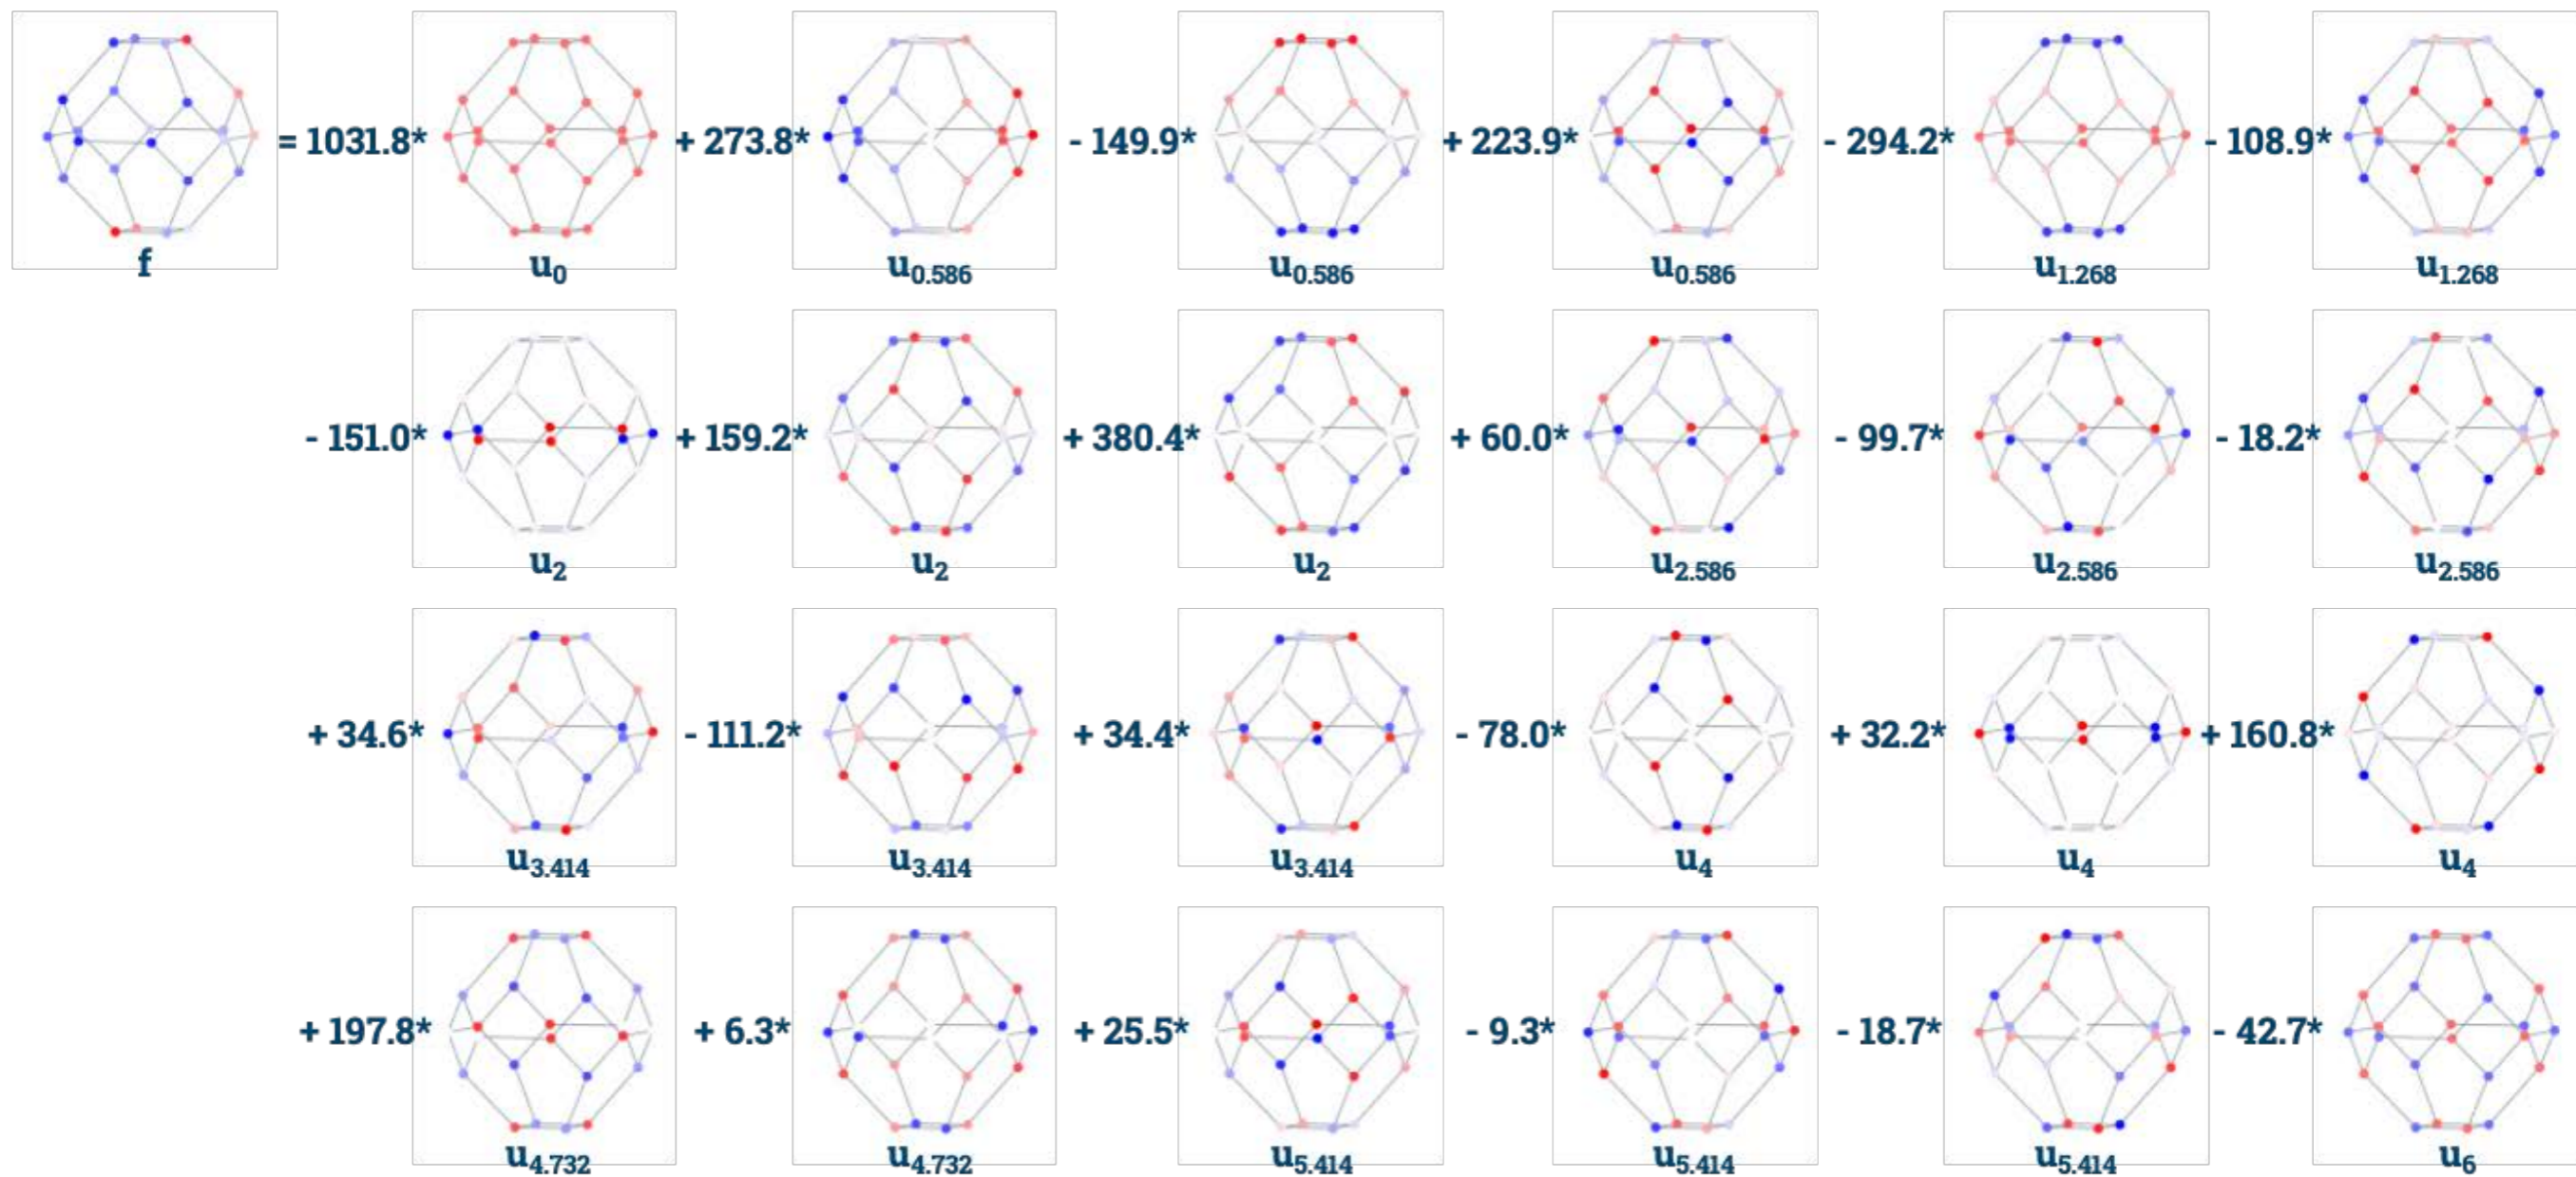 = 1031.8* + 273.8* - 149.9* + 223.9* - 294.2* - 108.9*
f u₀ u₀.₅₈₆ u₀.₅₈₆ u₀.₅₈₆ u₁.₂₆₈ u₁.₂₆₈
- 151.0* + 159.2* + 380.4* + 60.0* - 99.7* - 18.2*
u₂ u₂ u₂ u₂.₅₈₆ u₂.₅₈₆ u₂.₅₈₆
+ 34.6* - 111.2* + 34.4* - 78.0* + 32.2* + 160.8*
u₃.₄₁₄ u₃.₄₁₄ u₃.₄₁₄ u₄ u₄ u₄
+ 197.8* + 6.3* + 25.5* - 9.3* - 18.7* - 42.7*
u₄.₇₃₂ u₄.₇₃₂ u₅.₄₁₄ u₅.₄₁₄ u₅.₄₁₄ u₆